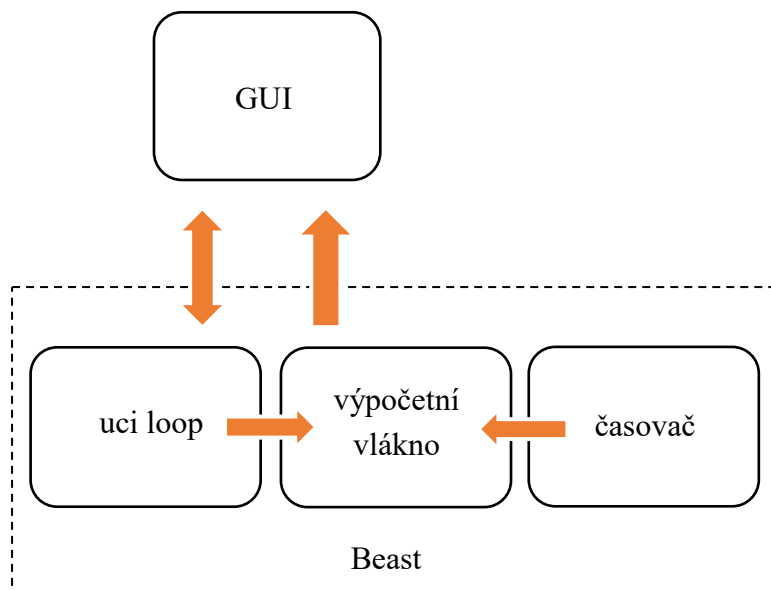 GUI
uci loop
výpočetní
vlákno
časovač
Beast